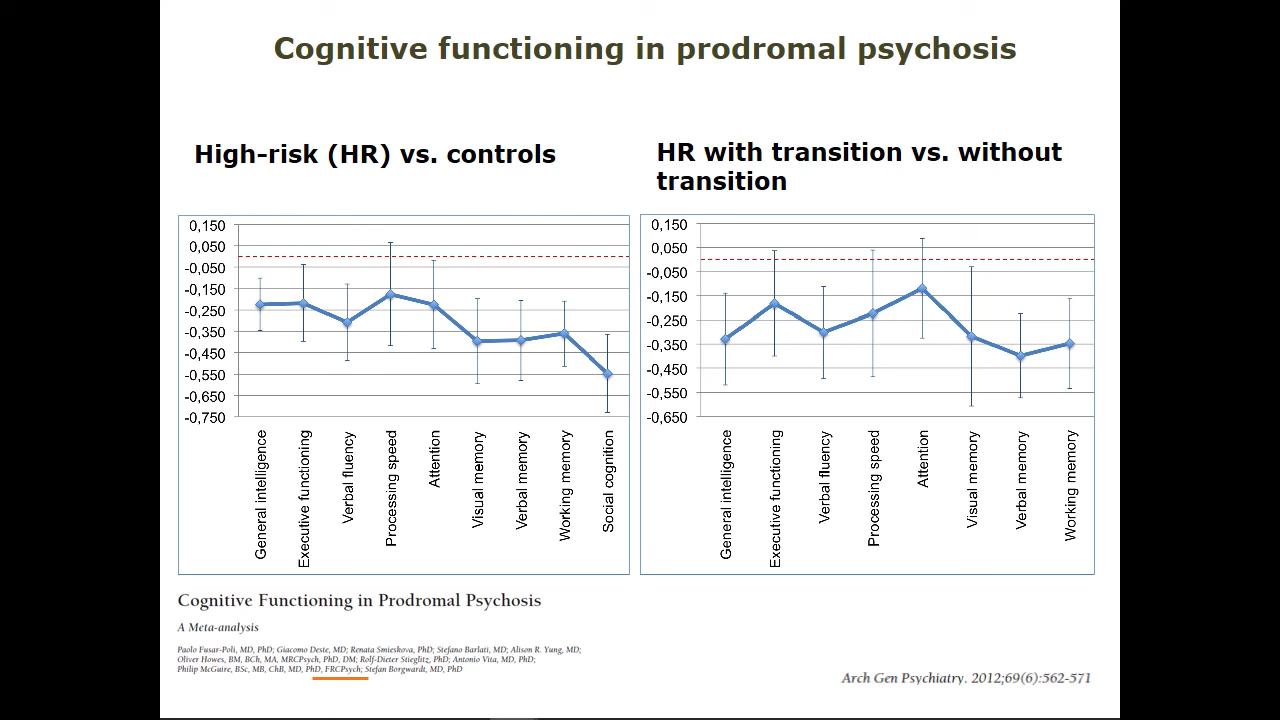 Cognitive functioning in prodromal psychosis
High-risk (HR) vs. controls
HR with transition vs. without
transition
0,150
0,050
-0,050
-0,150
-0,250
-0,350
-0,450
-0,550
-0,650
-0,750
General intelligence
Executive functioning
Verbal fluency
Processing speed
Attention
Visual memory
Verbal memory
Working memory
Social cognition
0,150
0,050
-0,050
-0,150
-0,250
-0,350
-0,450
-0,550
-0,650
General intelligence
Executive functioning
Verbal fluency
Processing speed
Attention
Visual memory
Verbal memory
Working memory
Cognitive Functioning in Prodromal Psychosis
A Meta-analysis
Paolo Fusar-Poli, MD, PhD; Giacomo Deste, MD; Renata Smieskova, PhD; Stefano Barlati, MD; Alison R. Yung, MD;
Oliver Howes, BM, BCh, MA, MRCPsych, PhD, DM; Rolf-Dieter Stieglitz, PhD; Antonio Vita, MD, PhD;
Philip McGuire, BSc, MB, ChB, MD, PhD, FRCPsych; Stefan Borgwardt, MD, PhD
Arch Gen Psychiatry. 2012;69(6):562-571